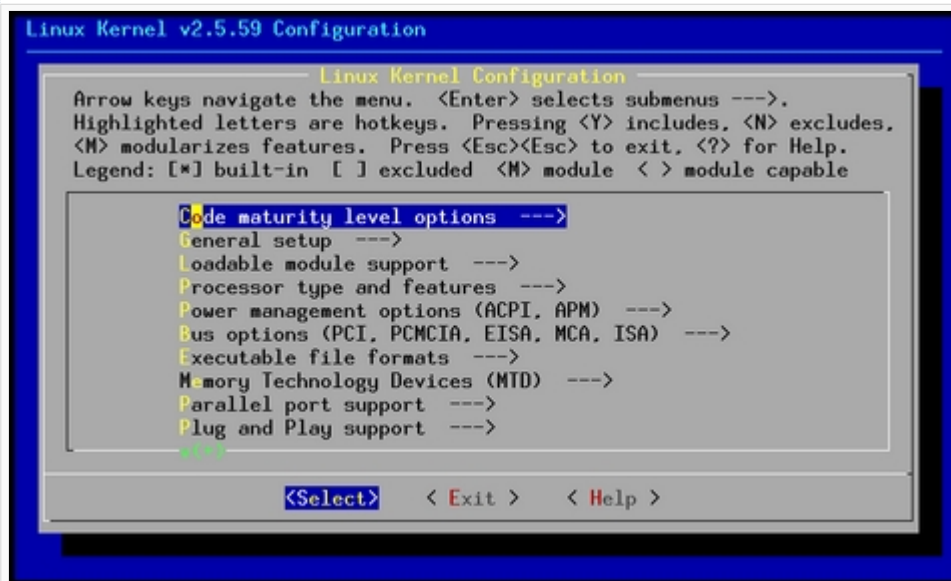 Linux Kernel v2.5.59 Configuration
Linux Kernel Configuration
Arrow keys navigate the menu.  <Enter> selects submenus --->.
Highlighted letters are hotkeys.  Pressing <Y> includes, <N> excludes,
<M> modularizes features.  Press <Esc><Esc> to exit, <?> for Help.
Legend: [*] built-in  [ ] excluded  <M> module  < > module capable
Code maturity level options  --->
General setup  --->
Loadable module support  --->
Processor type and features  --->
Power management options (ACPI, APM)  --->
Bus options (PCI, PCMCIA, EISA, MCA, ISA)  --->
Executable file formats  --->
Memory Technology Devices (MTD)  --->
Parallel port support  --->
Plug and Play support  --->
v(+)
<Select>    < Exit >    < Help >